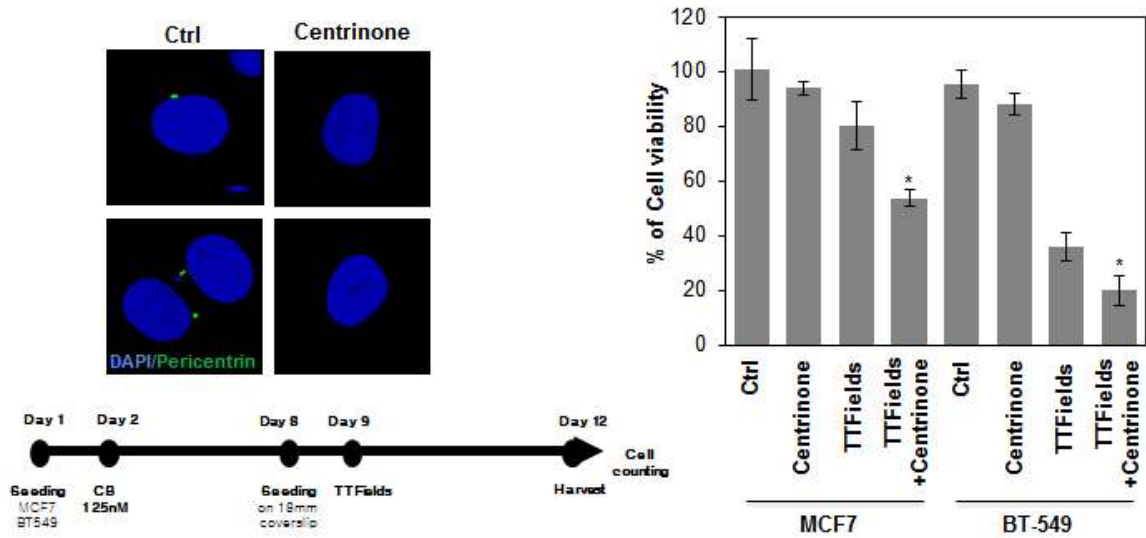 Ctrl
Centrinone
DAPI/Pericentrin
Day 1
Day 2
Day 8
Day 9
Day 12
Cell
counting
Seeding
MCF7
BT549
CB
125nM
Seeding
on 18mm
coverslip
TTFields
Harvest
% of Cell viability
120
100
80
60
40
20
0
*
*
Ctrl
Centrinone
TTFields
TTFields
+Centrinone
Ctrl
Centrinone
TTFields
TTFields
+Centrinone
MCF7
BT-549